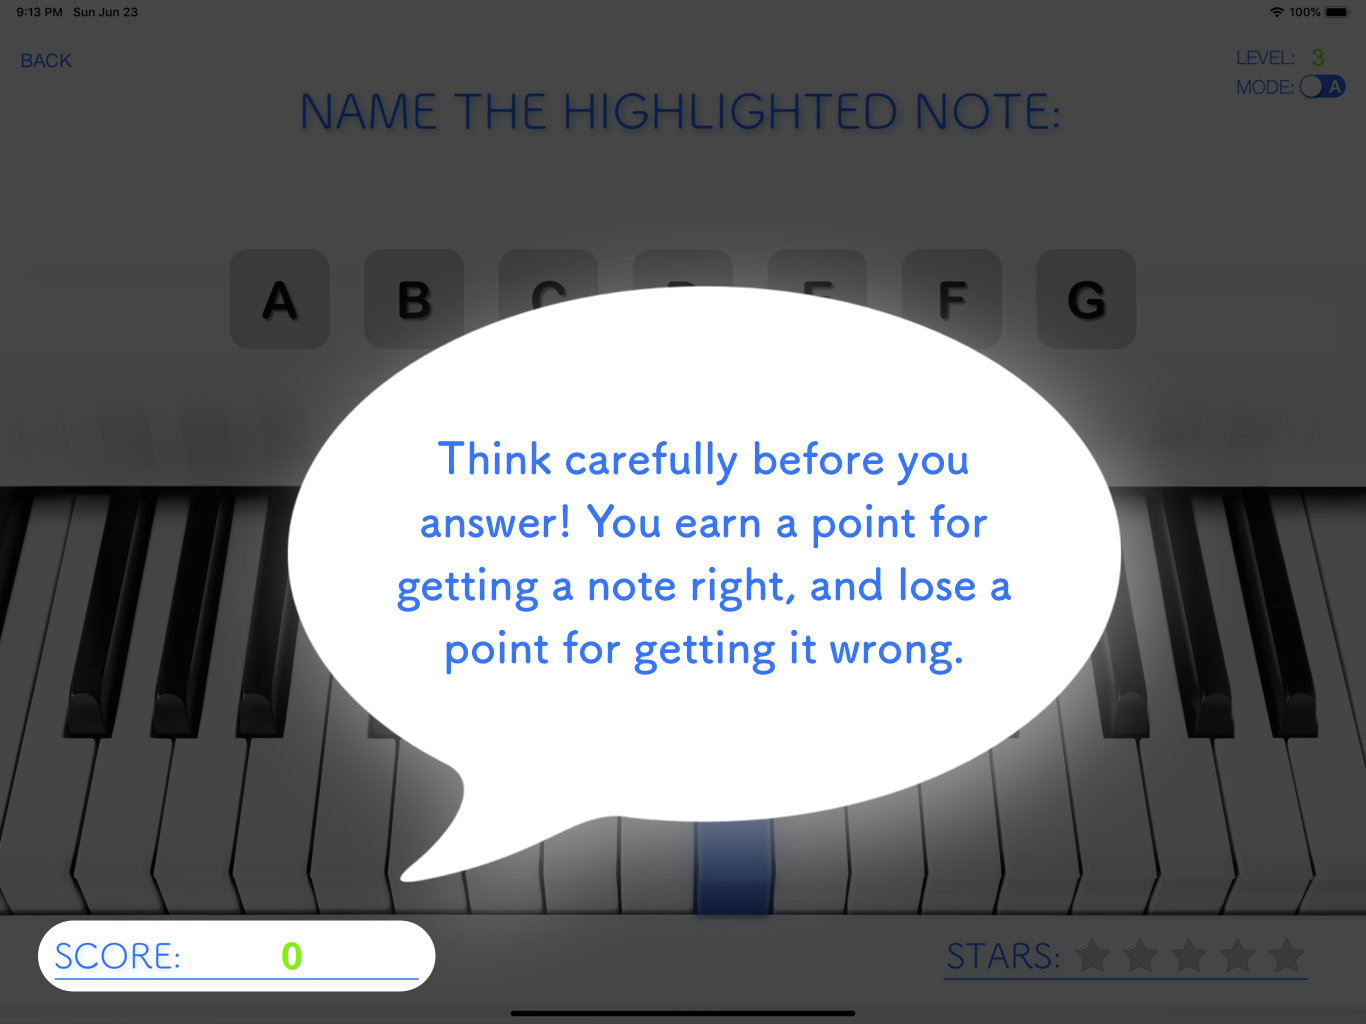 9:13 PM Sun Jun 23
100%
BACK
LEVEL: 3
MODE: A
NAME THE HIGHLIGHTED NOTE:
A B C D E F G
Think carefully before you
answer! You earn a point for
getting a note right, and lose a
point for getting it wrong.
SCORE: 0
STARS: